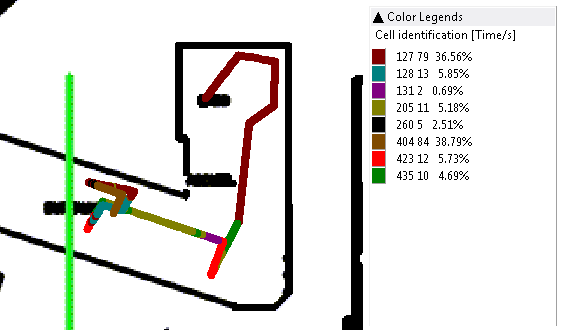 ▲ Color Legends
Cell identification [Time/s]
127 79 36.56%
128 13 5.85%
131 2 0.69%
205 11 5.18%
260 5 2.51%
404 84 38.79%
423 12 5.73%
435 10 4.69%